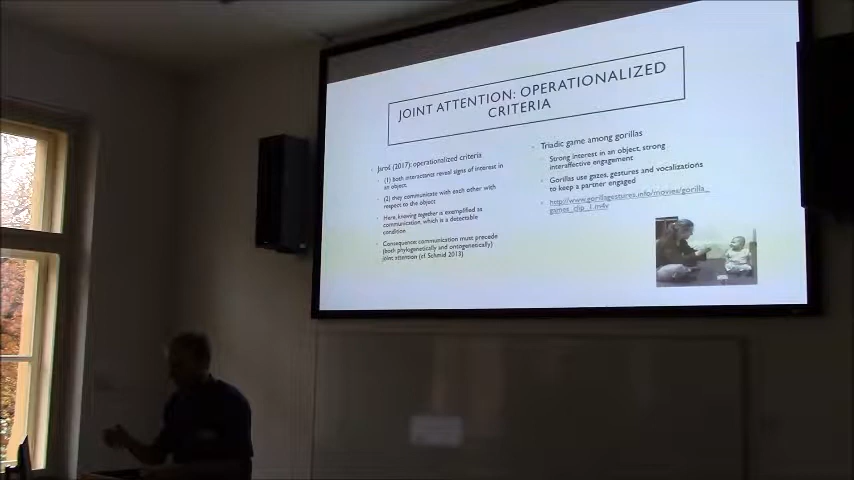 JOINT ATTENTION: OPERATIONALIZED
CRITERIA
Jaroš (2017): operationalized criteria
(1) both interactants reveal signs of interest in
an object
(2) they communicate with each other with
respect to the object
Here, knowing together is exemplified as
communication, which is a detectable
condition
Consequence: communication must precede
(both phylogenetically and ontogenetically)
joint attention (cf. Schmid 2013)
Triadic game among gorillas
Strong interest in an object, strong
interaffective engagement
Gorillas use gazes, gestures and vocalizations
to keep a partner engaged
http://www.gorillagestures.info/movies/gorilla_
games_clip_1.m4v